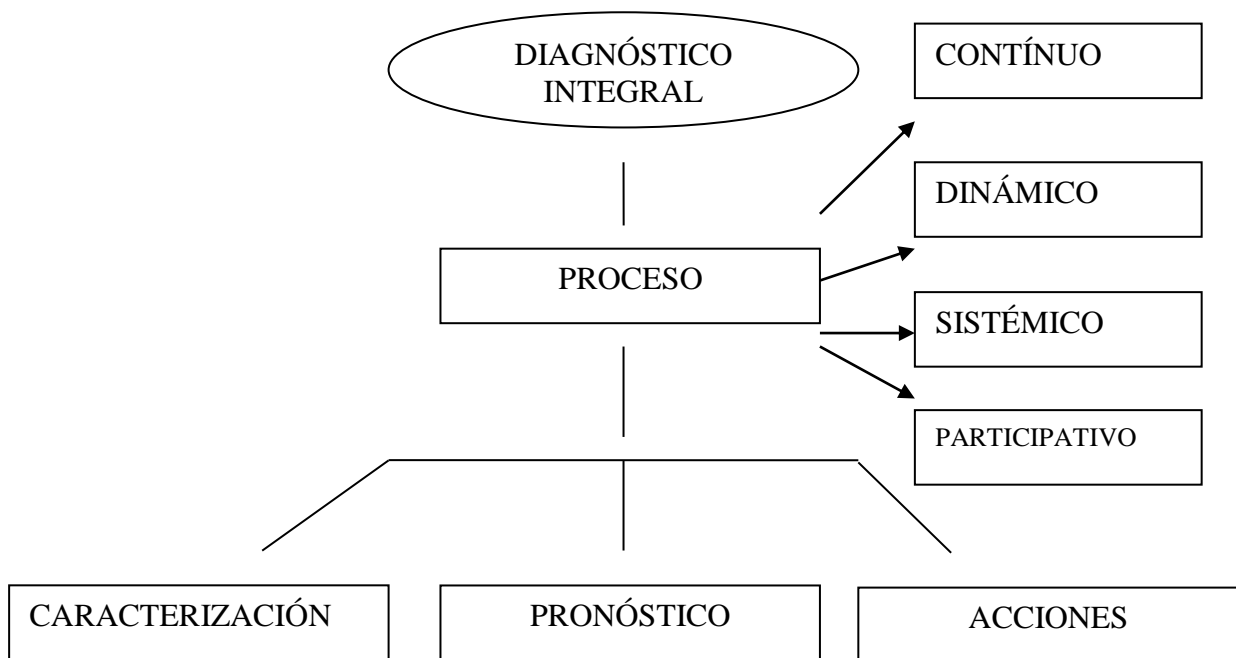 DIAGNÓSTICO
INTEGRAL
CONTÍNUO
DINÁMICO
PROCESO
SISTÉMICO
PARTICIPATIVO
CARACTERIZACIÓN
PRONÓSTICO
ACCIONES